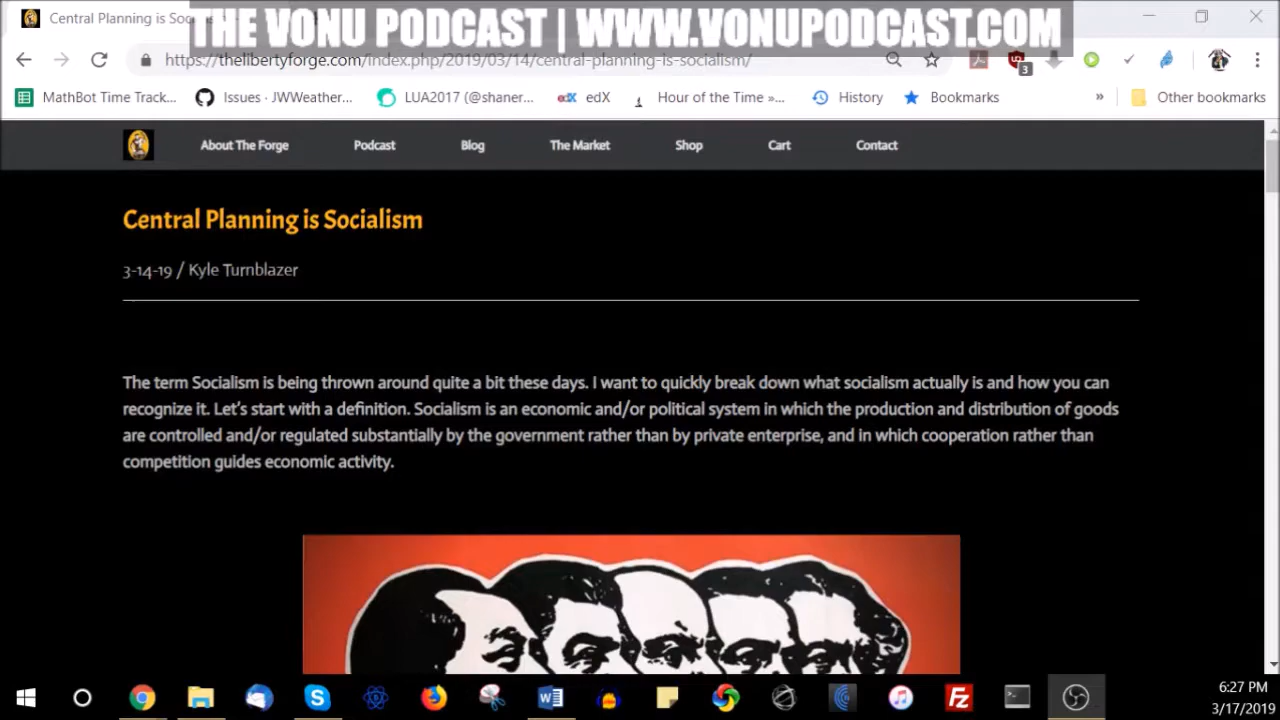 Central Planning is Soc
THE VONU PODCAST | WWW.VONUPODCAST.COM
https://thelibertyforge.com/index.php/2019/03/14/central-planning-is-socialism/
3
MathBot Time Track...
Issues · JWWeather...
LUA2017 (@shaner...
edX
edX
Hour of the Time »...
History
Bookmarks
»
Other bookmarks
About The Forge
Podcast
Blog
The Market
Shop
Cart
Contact
Central Planning is Socialism
3-14-19 / Kyle Turnblazer
The term Socialism is being thrown around quite a bit these days. I want to quickly break down what socialism actually is and how you can
recognize it. Let's start with a definition. Socialism is an economic and/or political system in which the production and distribution of goods
are controlled and/or regulated substantially by the government rather than by private enterprise, and in which cooperation rather than
competition guides economic activity.
6:27 PM
3/17/2019